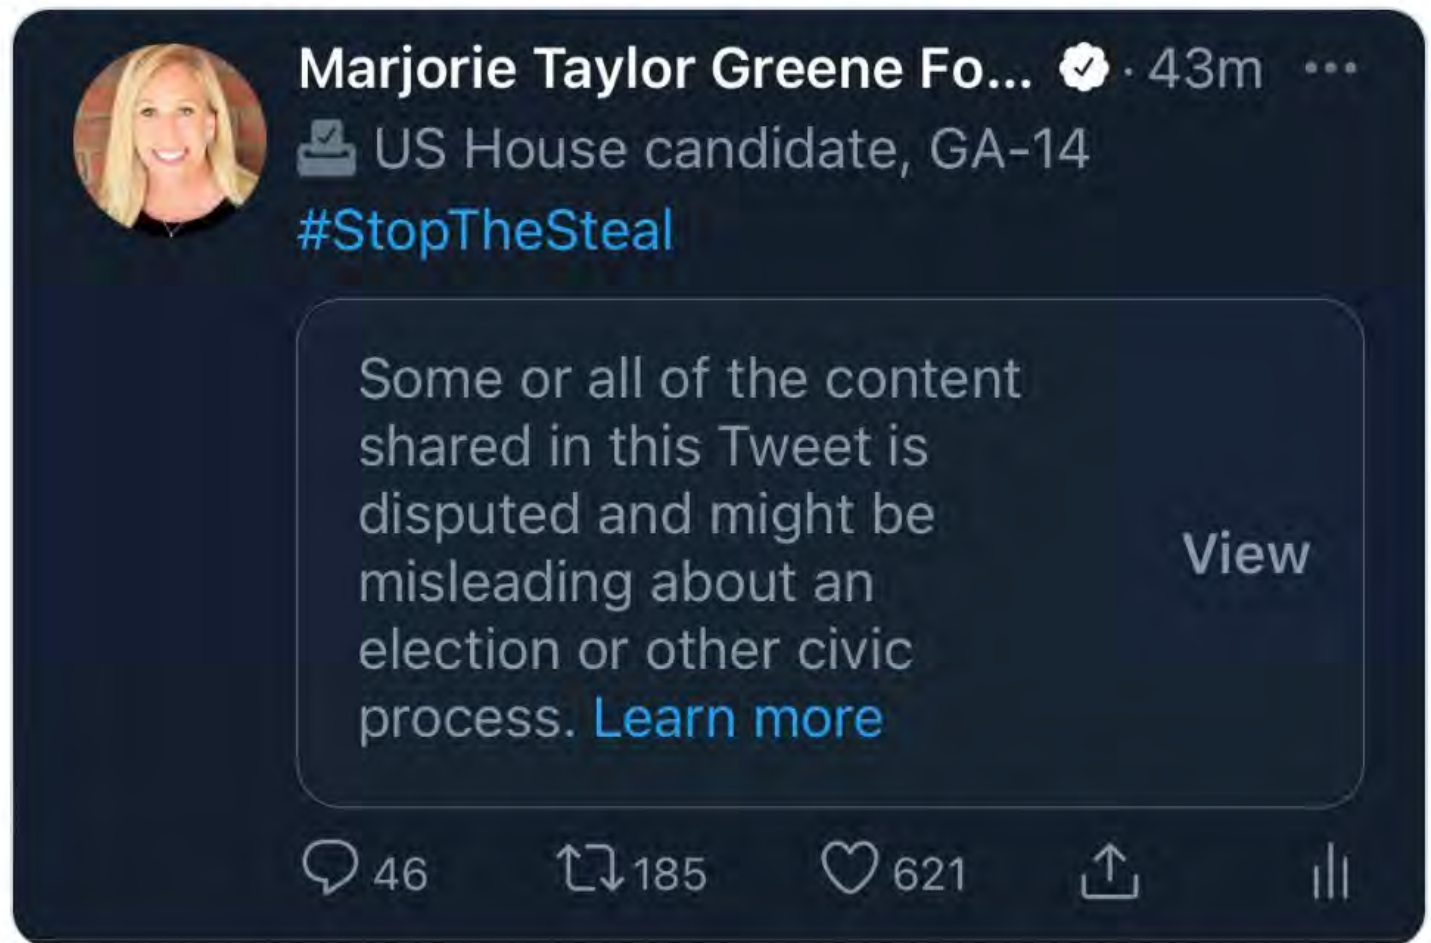 Marjorie Taylor Greene Fo... · 43m
US House candidate, GA-14
#StopTheSteal
Some or all of the content
shared in this Tweet is
disputed and might be
misleading about an
election or other civic
process. Learn more
View
46 185 621